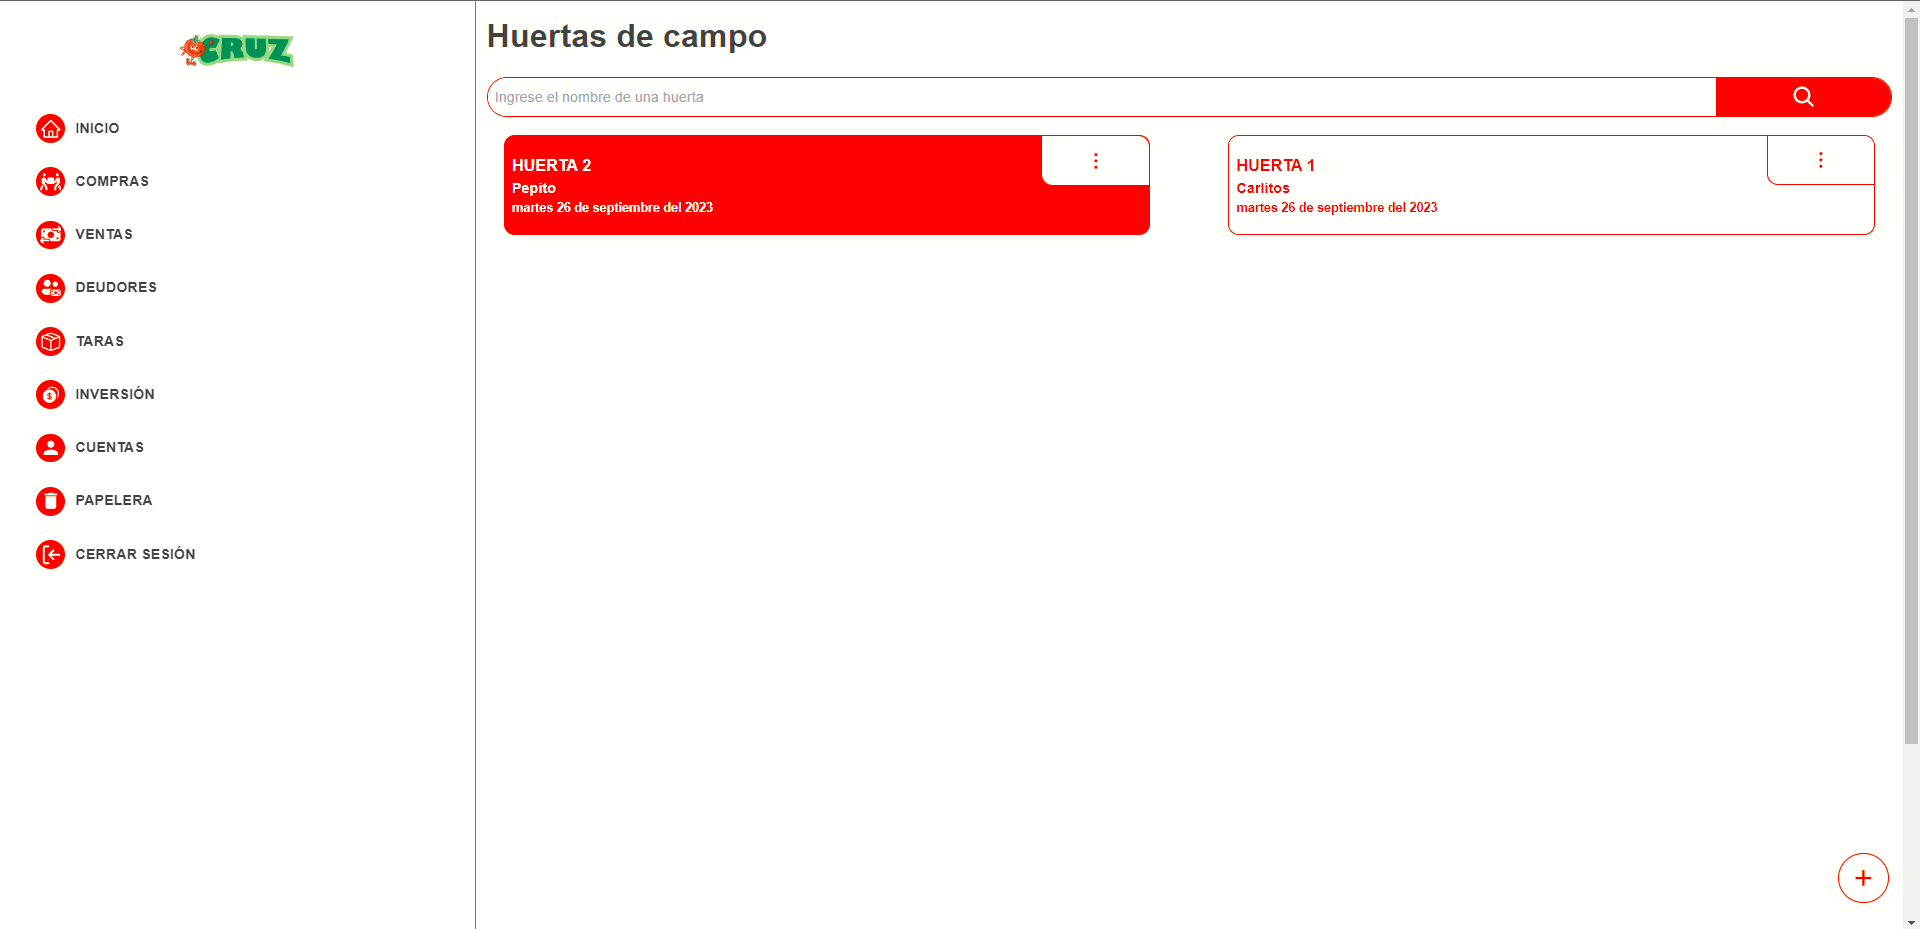 CRUZ
INICIO
COMPRAS
VENTAS
DEUDORES
TARAS
INVERSIÓN
CUENTAS
PAPELERA
CERRAR SESIÓN
Huertas de campo
Ingrese el nombre de una huerta
HUERTA 2
Pepito
martes 26 de septiembre del 2023
HUERTA 1
Carlitos
martes 26 de septiembre del 2023